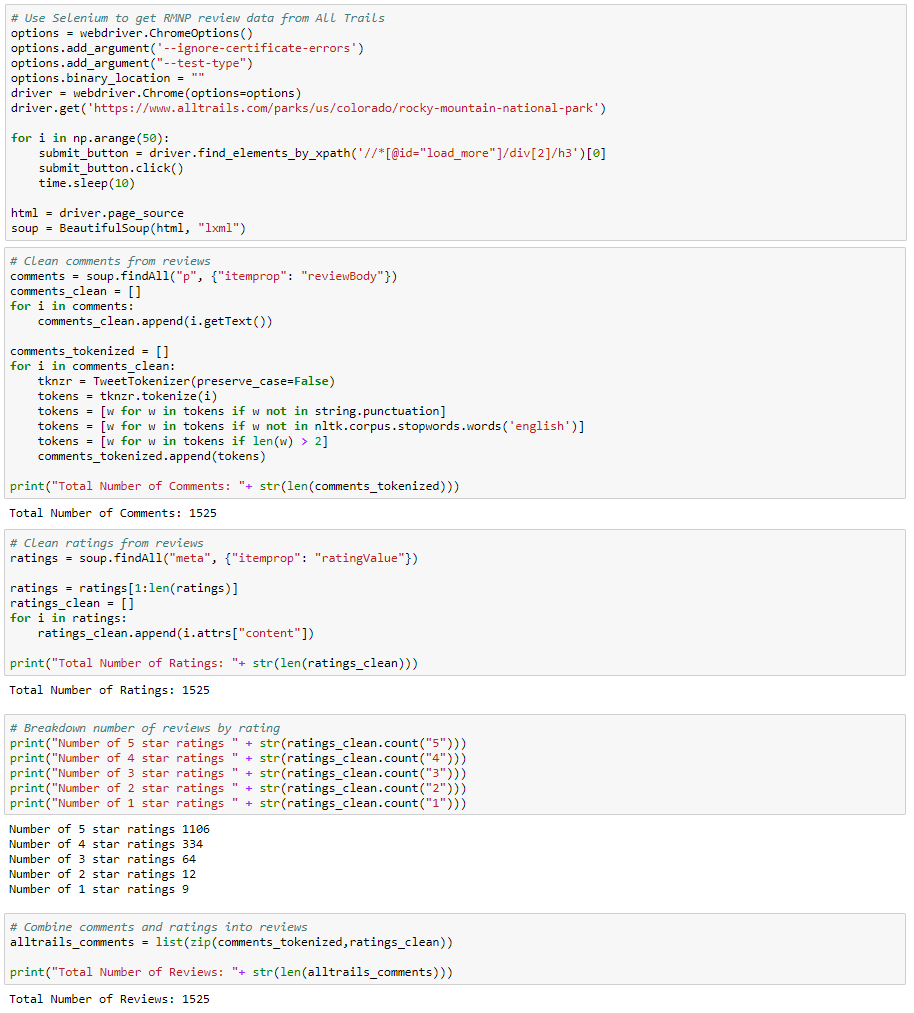 # Use Selenium to get RMNP review data from All Trails
options = webdriver.ChromeOptions()
options.add_argument('--ignore-certificate-errors')
options.add_argument("--test-type")
options.binary_location = ""
driver = webdriver.Chrome(options=options)
driver.get('https://www.alltrails.com/parks/us/colorado/rocky-mountain-national-park')

for i in np.arange(50):
    submit_button = driver.find_elements_by_xpath('//*[@id="load_more"]/div[2]/h3')[0]
    submit_button.click()
    time.sleep(10)

html = driver.page_source
soup = BeautifulSoup(html, "lxml")

# Clean comments from reviews
comments = soup.findAll("p", {"itemprop": "reviewBody"})
comments_clean = []
for i in comments:
    comments_clean.append(i.getText())

comments_tokenized = []
for i in comments_clean:
    tknzr = TweetTokenizer(preserve_case=False)
    tokens = tknzr.tokenize(i)
    tokens = [w for w in tokens if w not in string.punctuation]
    tokens = [w for w in tokens if w not in nltk.corpus.stopwords.words('english')]
    tokens = [w for w in tokens if len(w) > 2]
    comments_tokenized.append(tokens)

print("Total Number of Comments: "+ str(len(comments_tokenized)))

Total Number of Comments: 1525

# Clean ratings from reviews
ratings = soup.findAll("meta", {"itemprop": "ratingValue"})

ratings = ratings[1:len(ratings)]
ratings_clean = []
for i in ratings:
    ratings_clean.append(i.attrs["content"])

print("Total Number of Ratings: "+ str(len(ratings_clean)))

Total Number of Ratings: 1525

# Breakdown number of reviews by rating
print("Number of 5 star ratings " + str(ratings_clean.count("5")))
print("Number of 4 star ratings " + str(ratings_clean.count("4")))
print("Number of 3 star ratings " + str(ratings_clean.count("3")))
print("Number of 2 star ratings " + str(ratings_clean.count("2")))
print("Number of 1 star ratings " + str(ratings_clean.count("1")))

Number of 5 star ratings 1106
Number of 4 star ratings 334
Number of 3 star ratings 64
Number of 2 star ratings 12
Number of 1 star ratings 9

# Combine comments and ratings into reviews
alltrails_comments = list(zip(comments_tokenized,ratings_clean))

print("Total Number of Reviews: "+ str(len(alltrails_comments)))

Total Number of Reviews: 1525